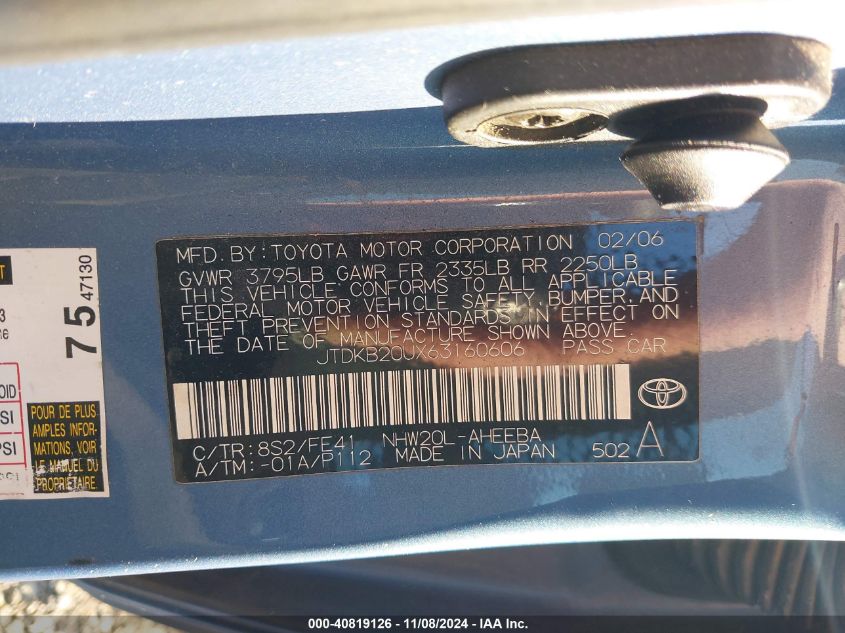 MFD. BY: TOYOTA MOTOR CORPORATION 02/06
GVWR 3795LB GAWR FR 2335LB RR 2250LB
THIS VEHICLE CONFORMS TO ALL APPLICABLE
FEDERAL MOTOR VEHICLE SAFETY, BUMPER, AND
THEFT PREVENTION STANDARDS IN EFFECT ON
THE DATE OF MANUFACTURE SHOWN ABOVE.
JTDKB20UX63160606 PASS CAR
C/TR: 8S2/FE41 NHW20L-AHEEBA
A/TM: -01A/P112 MADE IN JAPAN 502 A
75 47130
POUR DE PLUS
AMPLES INFOR-
MATIONS, VOIR
LE MANUEL DU
PROPRIÉTAIRE
000-40819126 - 11/08/2024 - IAA Inc.